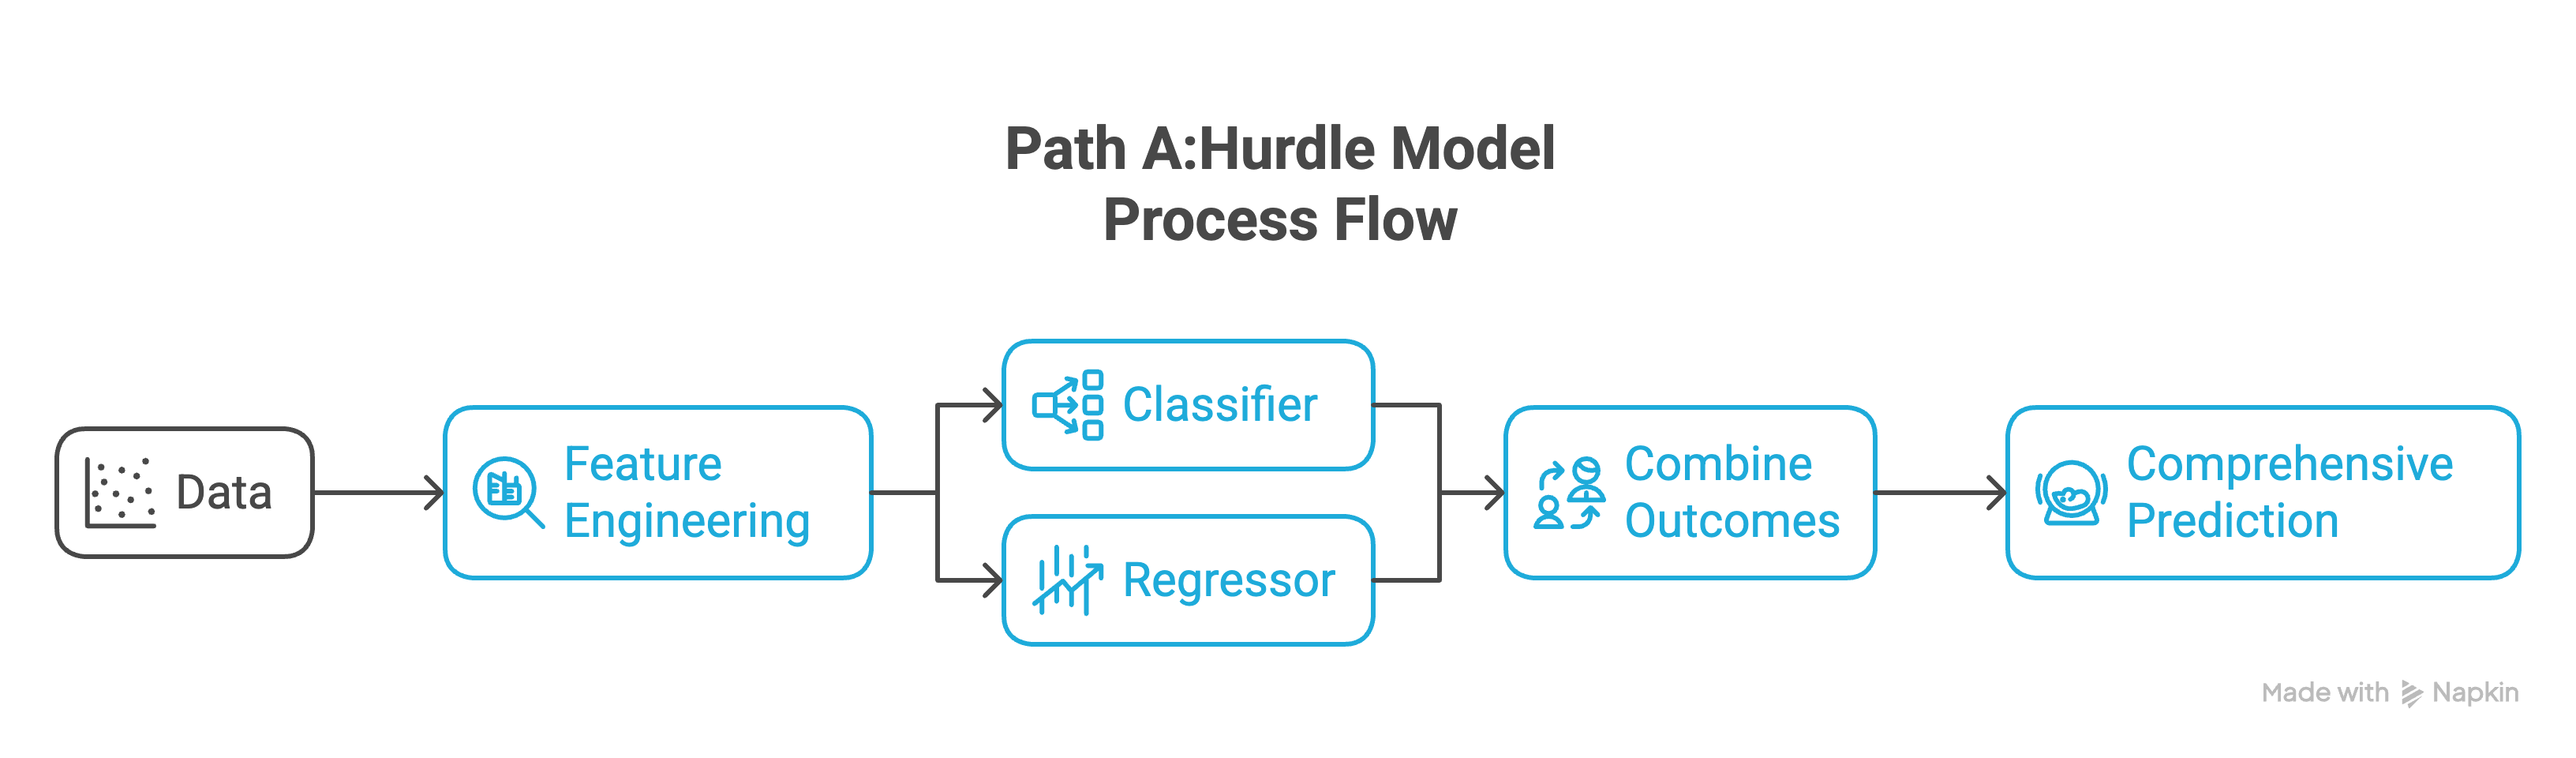 Path A:Hurdle Model
Process Flow
Data
Feature
Engineering
Classifier
Regressor
Combine
Outcomes
Comprehensive
Prediction
Made with Napkin